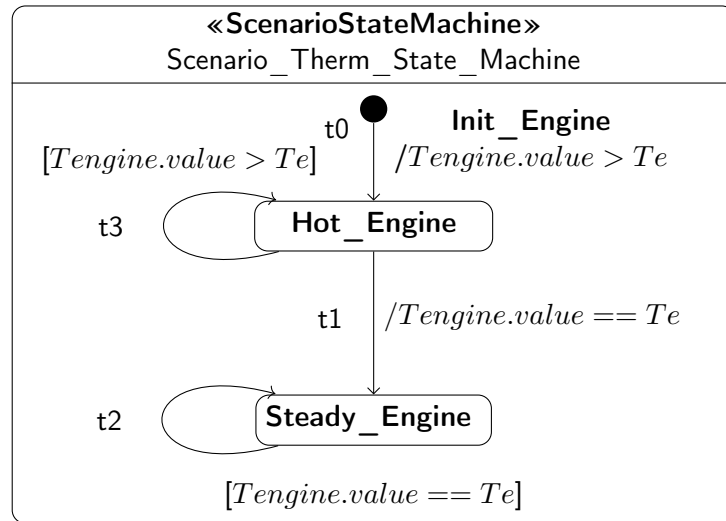 «ScenarioStateMachine»
Scenario_Therm_State_Machine
t0
Init_Engine
[Tengine.value > Te]
/Tengine.value > Te
t3
Hot_Engine
t1
/Tengine.value == Te
t2
Steady_Engine
[Tengine.value == Te]